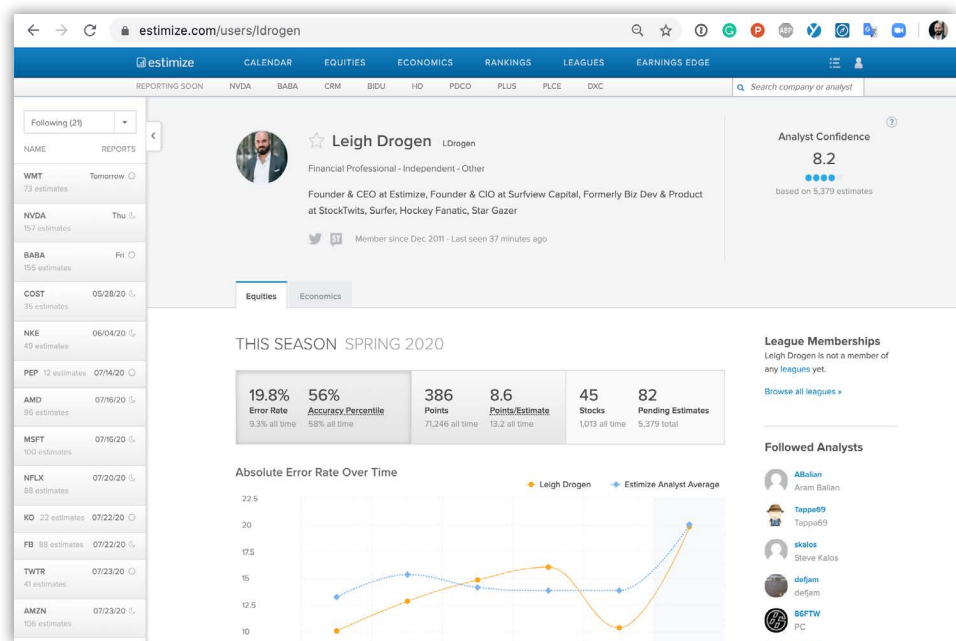 estimize.com/users/ldrogen
estimize CALENDAR EQUITIES ECONOMICS RANKINGS LEAGUES EARNINGS EDGE
REPORTING SOON NVDA BABA CRM BIDU HD PDCO PLUS PLCE DXC Search company or analyst
Following (21)
NAME REPORTS
WMT Tomorrow
73 estimates
NVDA Thu
157 estimates
BABA Fri
155 estimates
COST 05/28/20
35 estimates
NKE 06/04/20
49 estimates
PEP 12 estimates 07/14/20
AMD 07/16/20
96 estimates
MSFT 07/16/20
100 estimates
NFLX 07/20/20
88 estimates
KO 22 estimates 07/22/20
FB 88 estimates 07/22/20
TWTR 07/23/20
41 estimates
AMZN 07/23/20
106 estimates
Leigh Drogen LDrogen
Financial Professional - Independent - Other
Founder & CEO at Estimize, Founder & CIO at Surfview Capital, Formerly Biz Dev & Product
at StockTwits, Surfer, Hockey Fanatic, Star Gazer
ST Member since Dec 2011 - Last seen 37 minutes ago
?
Analyst Confidence
8.2
based on 5,379 estimates
Equities Economics
THIS SEASON SPRING 2020
19.8% 56% 386 8.6 45 82
Error Rate Accuracy Percentile Points Points/Estimate Stocks Pending Estimates
9.3% all time 58% all time 71,246 all time 13.2 all time 1,013 all time 5,379 total
Absolute Error Rate Over Time
Leigh Drogen Estimize Analyst Average
22.5
20
17.5
15
12.5
10
League Memberships
Leigh Drogen is not a member of
any leagues yet.
Browse all leagues »
Followed Analysts
ABalian
Aram Balian
Tappa69
Tappa69
skalos
Steve Kalos
defjam
defjam
86FTW
PC